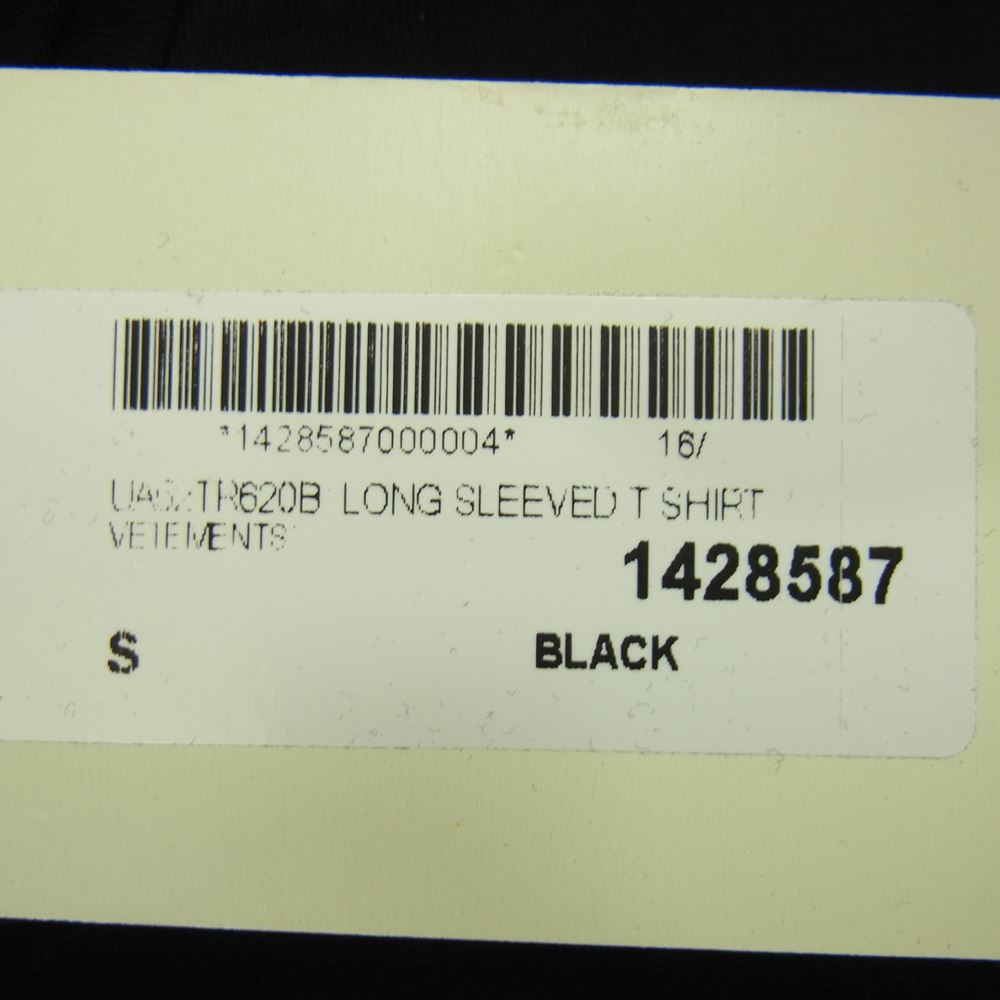 *1428587000004* 16/
LONG SLEEVED T SHIRT
VETEMENTS
1428587
S BLACK